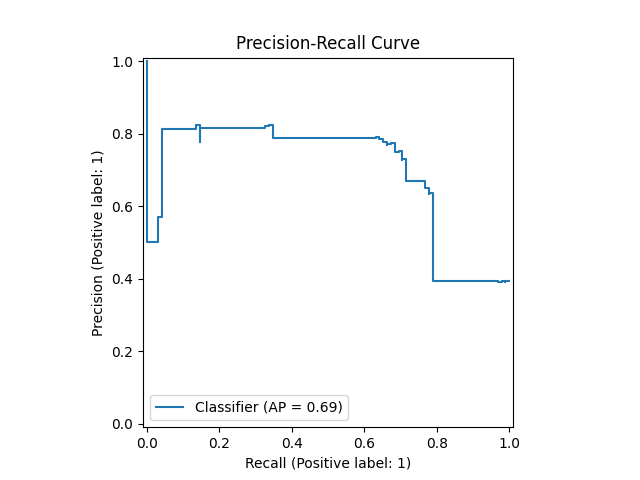 Precision-Recall Curve
1.0
0.8
0.6
0.4
0.2
0.0
Precision (Positive label: 1)
Classifier (AP = 0.69)
0.0 0.2 0.4 0.6 0.8 1.0
Recall (Positive label: 1)